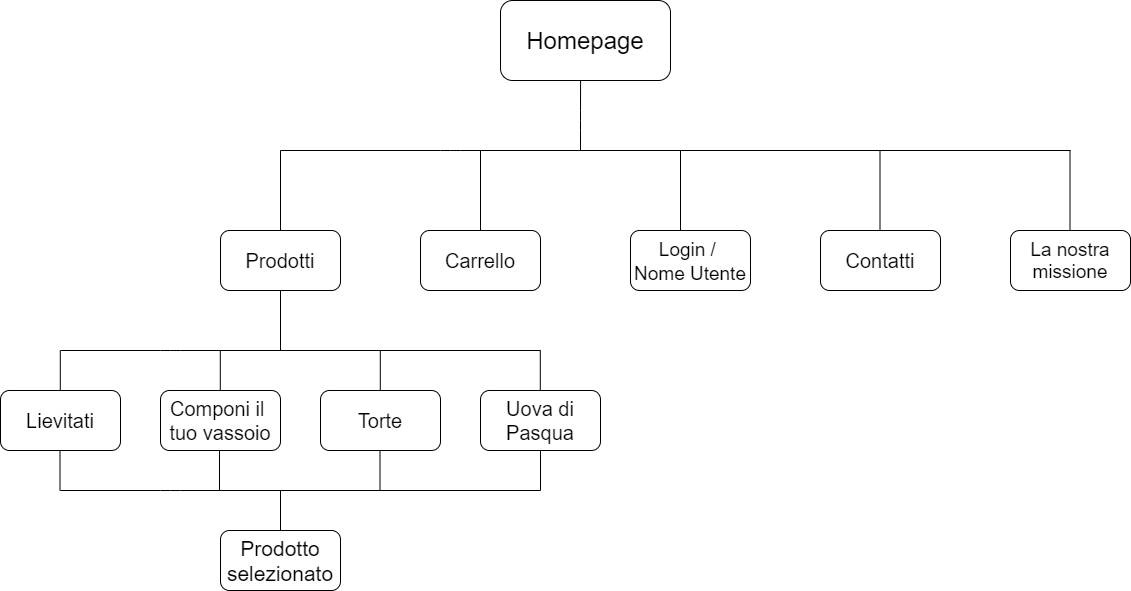 Homepage
Prodotti
Carrello
Login /
Nome Utente
Contatti
La nostra
missione
Lievitati
Componi il
tuo vassoio
Torte
Uova di
Pasqua
Prodotto
selezionato